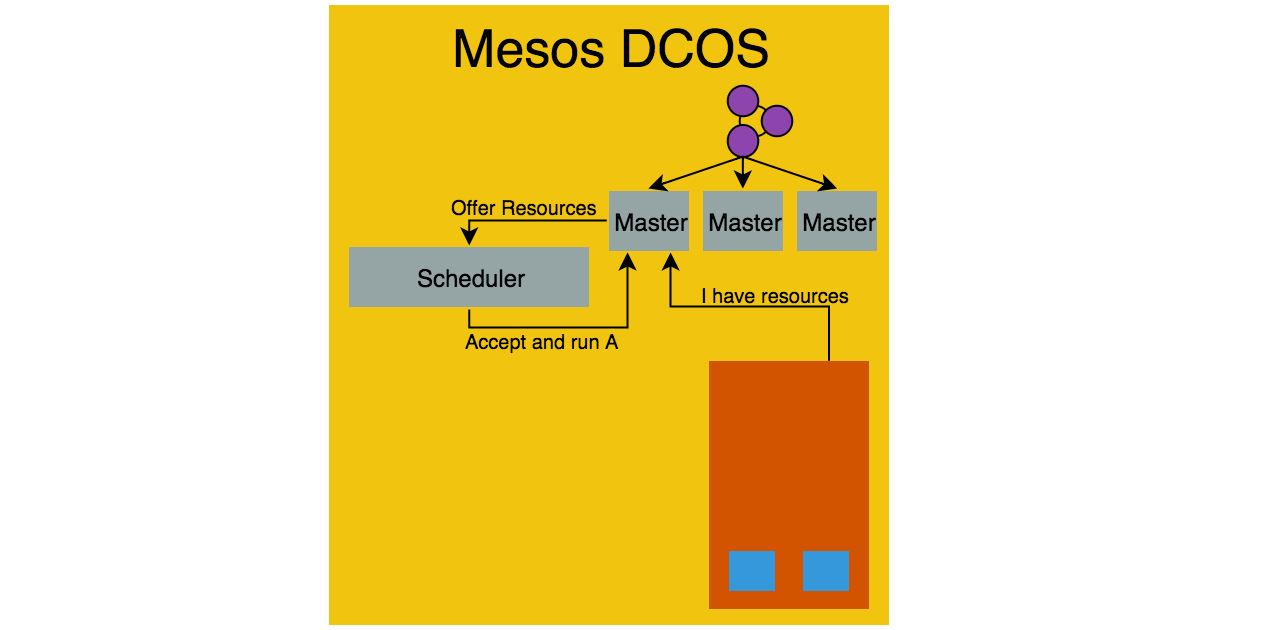 Mesos DCOS
Offer Resources
Master
Master
Master
Scheduler
I have resources
Accept and run A